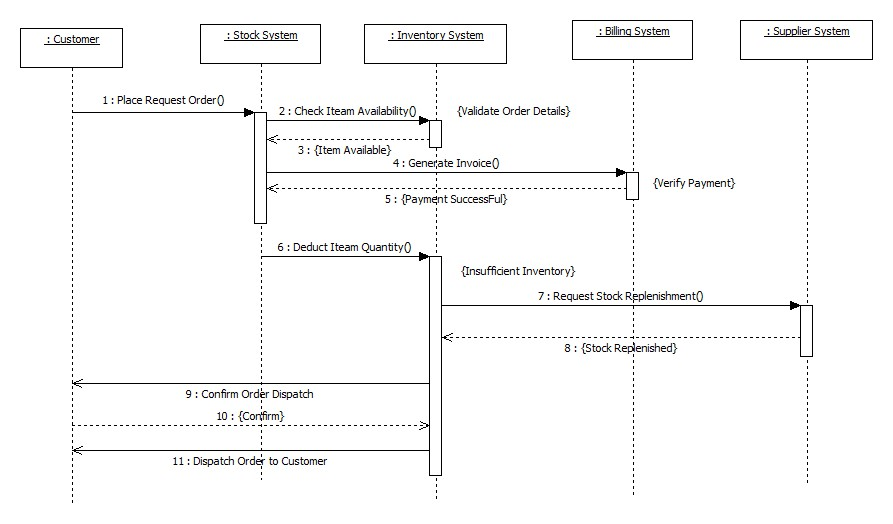 : Customer
: Stock System
: Inventory System
: Billing System
: Supplier System
1 : Place Request Order()
2 : Check Iteam Availability()
{Validate Order Details}
3 : {Item Available}
4 : Generate Invoice()
{Verify Payment}
5 : {Payment SuccessFul}
6 : Deduct Iteam Quantity()
{Insufficient Inventory}
7 : Request Stock Replenishment()
8 : {Stock Replenished}
9 : Confirm Order Dispatch
10 : {Confirm}
11 : Dispatch Order to Customer